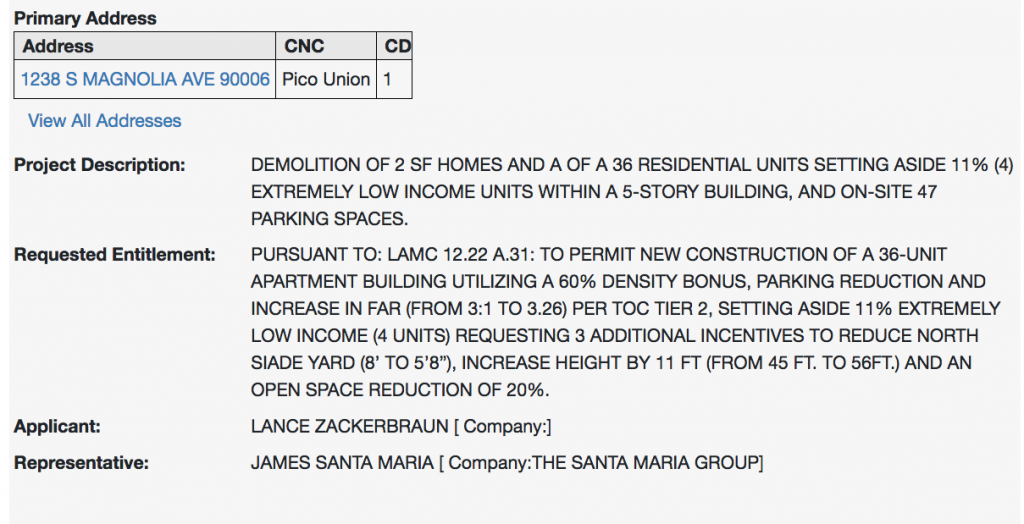 Primary Address
Address CNC CD
1238 S MAGNOLIA AVE 90006 Pico Union 1
View All Addresses
Project Description: DEMOLITION OF 2 SF HOMES AND A OF A 36 RESIDENTIAL UNITS SETTING ASIDE 11% (4)
EXTREMELY LOW INCOME UNITS WITHIN A 5-STORY BUILDING, AND ON-SITE 47
PARKING SPACES.
Requested Entitlement: PURSUANT TO: LAMC 12.22 A.31: TO PERMIT NEW CONSTRUCTION OF A 36-UNIT
APARTMENT BUILDING UTILIZING A 60% DENSITY BONUS, PARKING REDUCTION AND
INCREASE IN FAR (FROM 3:1 TO 3.26) PER TOC TIER 2, SETTING ASIDE 11% EXTREMELY
LOW INCOME (4 UNITS) REQUESTING 3 ADDITIONAL INCENTIVES TO REDUCE NORTH
SIADE YARD (8’ TO 5’8”), INCREASE HEIGHT BY 11 FT (FROM 45 FT. TO 56FT.) AND AN
OPEN SPACE REDUCTION OF 20%.
Applicant: LANCE ZACKERBRAUN [ Company:]
Representative: JAMES SANTA MARIA [ Company:THE SANTA MARIA GROUP]